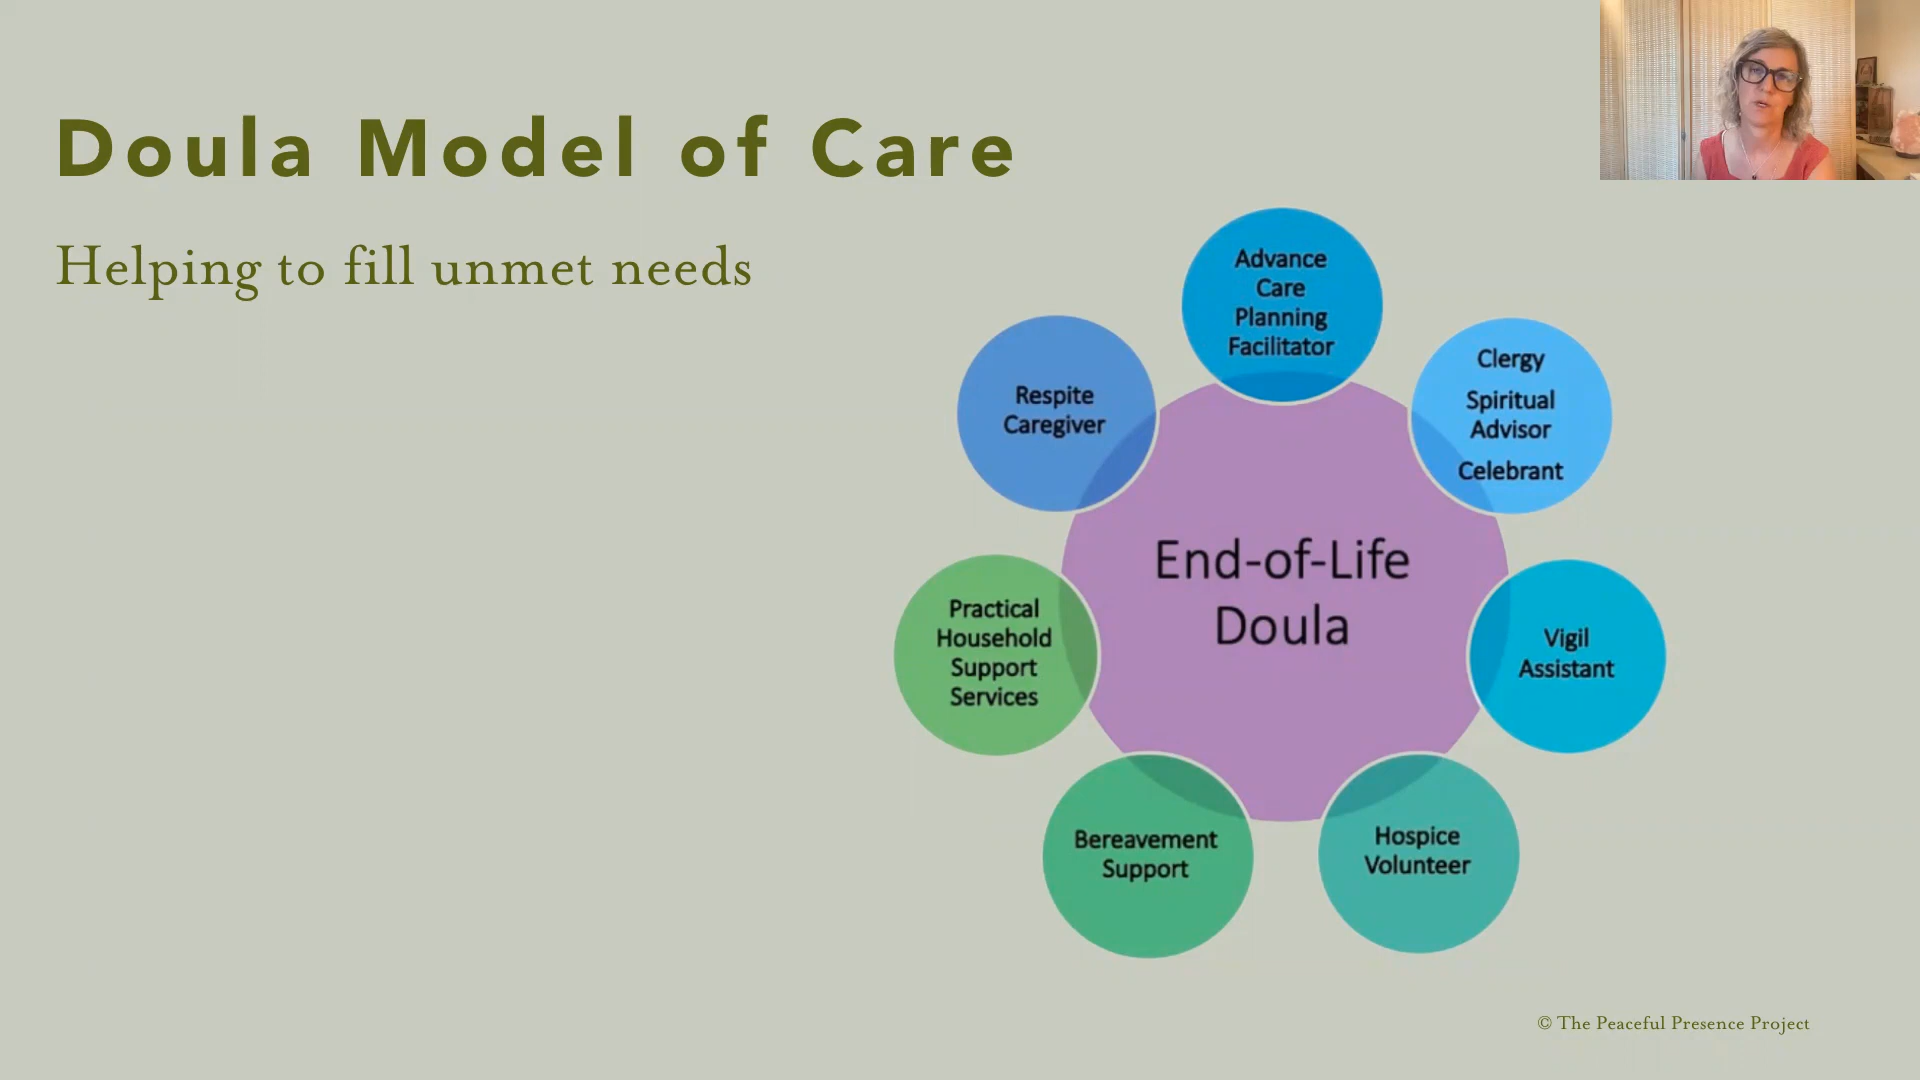 Doula Model of Care
Helping to fill unmet needs
Advance
Care
Planning
Facilitator
Clergy
Spiritual
Advisor
Celebrant
Respite
Caregiver
End-of-Life
Doula
Practical
Household
Support
Services
Vigil
Assistant
Bereavement
Support
Hospice
Volunteer
© The Peaceful Presence Project